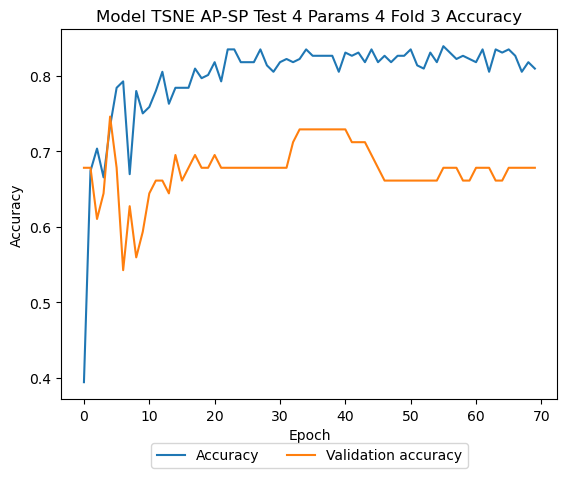 Model TSNE AP-SP Test 4 Params 4 Fold 3 Accuracy
Accuracy
0.8
0.7
0.6
0.5
0.4
0 10 20 30 40 50 60 70
Epoch
Accuracy Validation accuracy